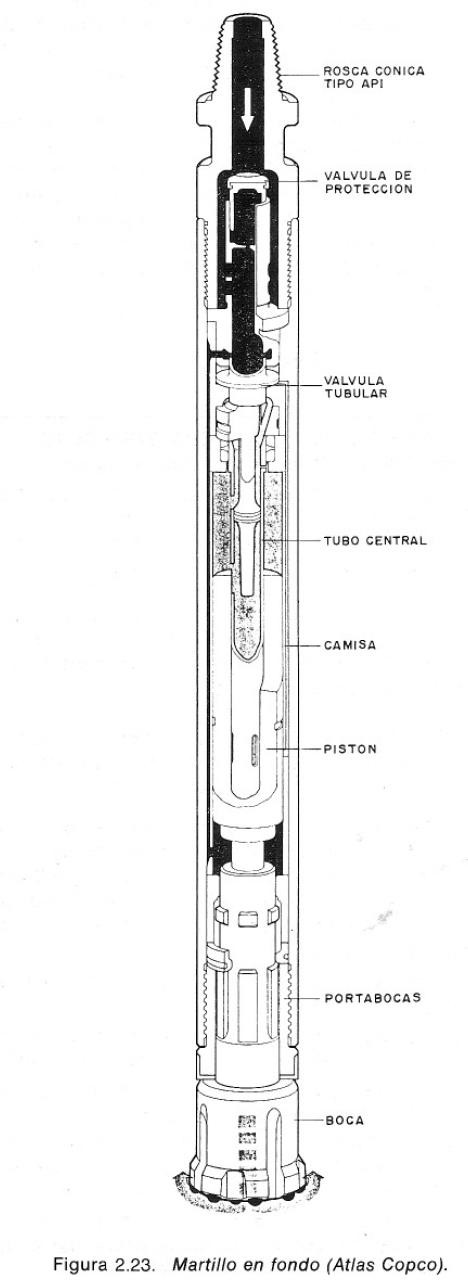 ROSCA CONICA
TIPO API
VALVULA DE
PROTECCION
VALVULA
TUBULAR
TUBO CENTRAL
CAMISA
PISTON
PORTABOCAS
BOCA
Figura 2.23. Martillo en fondo (Atlas Copco).